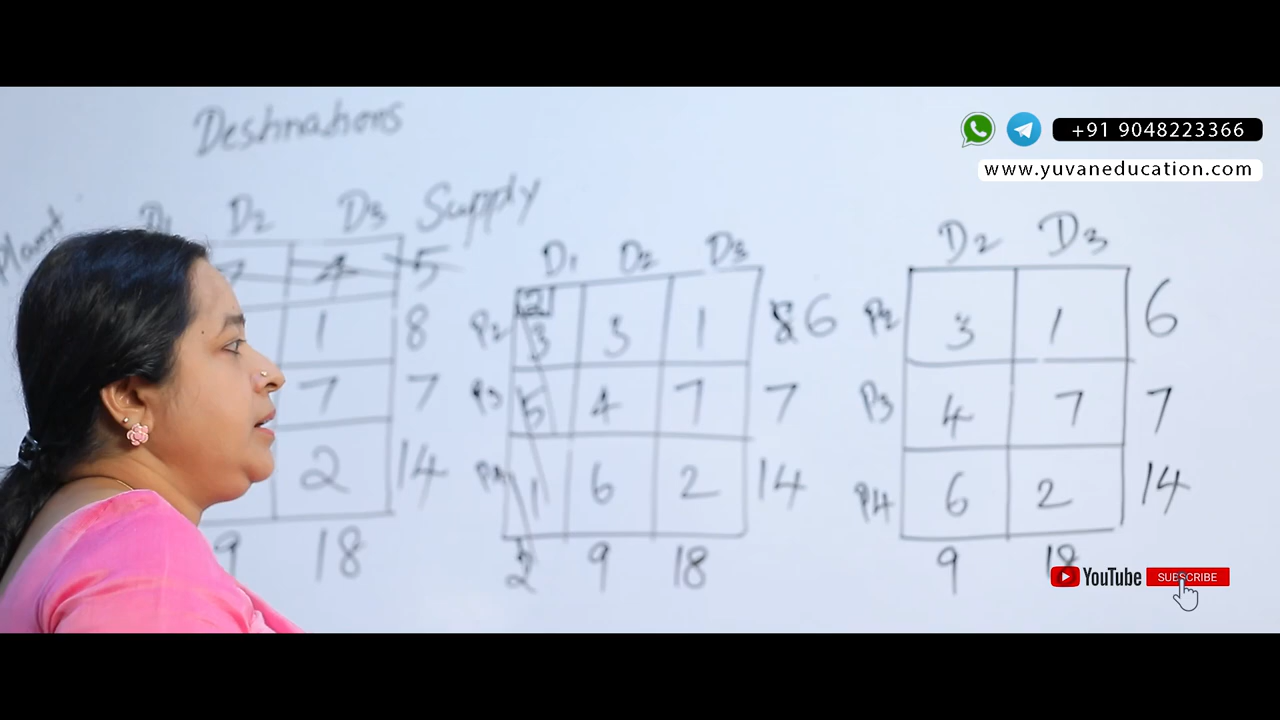 +91 9048223366
www.yuvaneducation.com
Destinations
Plant D1 D2 D3 Supply
4 5
1 8
7 7
2 14
9 18
D1 D2 D3
P2 2 3 3 1 8 6
P3 5 4 7 7
P4 1 6 2 14
2 9 18
D2 D3
P2 3 1 6
P3 4 7 7
P4 6 2 14
9 18
YouTube SUBSCRIBE